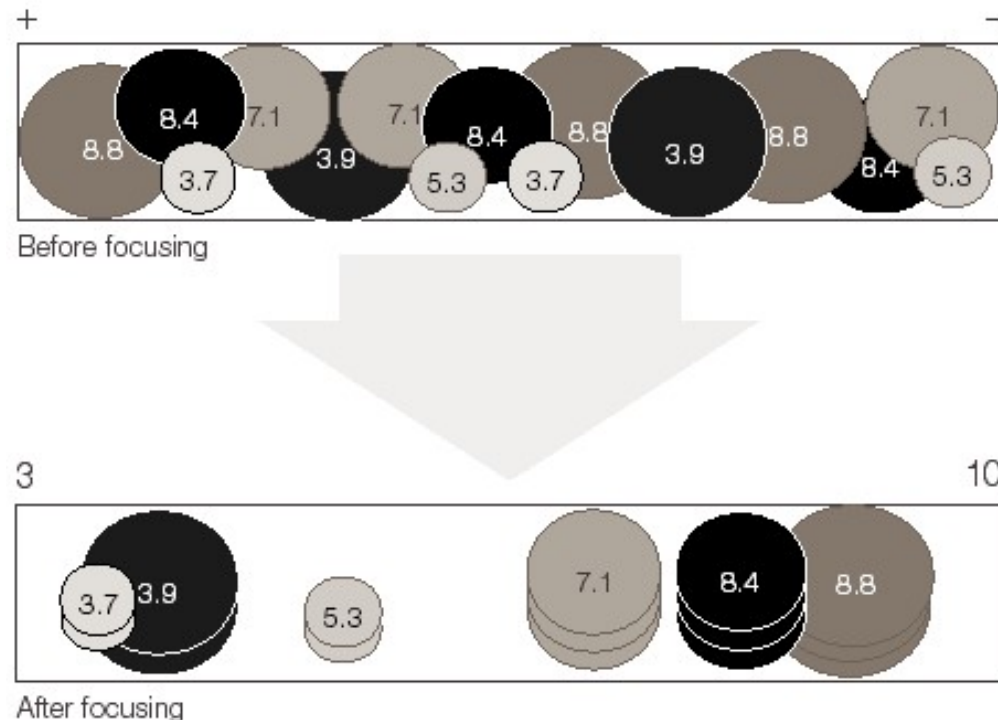 + –
8.8 8.4 3.7 7.1 3.9 7.1 5.3 8.4 3.7 8.8 3.9 8.8 8.4 7.1 5.3
Before focusing
3 10
3.7 3.9 5.3 7.1 8.4 8.8
After focusing